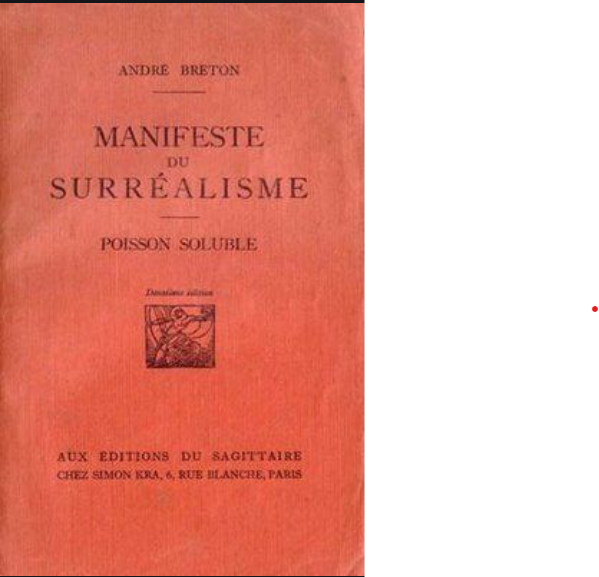 ANDRÉ BRETON
MANIFESTE
DU
SURRÉALISME
POISSON SOLUBLE
Deuxième édition
AUX ÉDITIONS DU SAGITTAIRE
CHEZ SIMON KRA, 6, RUE BLANCHE, PARIS